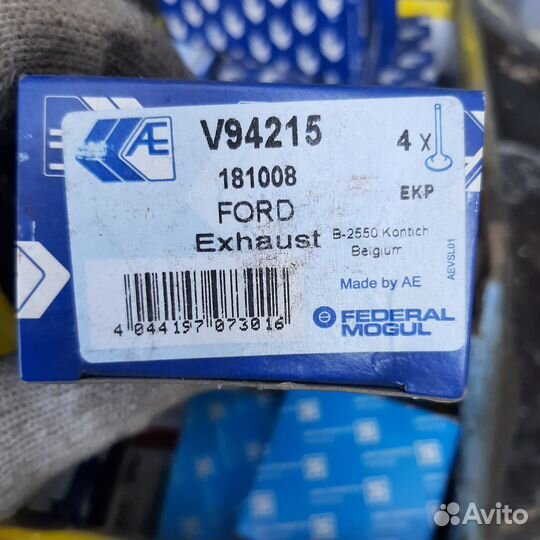 AE
V94215
4 x
181008
EKP
FORD
Exhaust
B-2550 Kontich
Belgium
AEVSL01
Made by AE
4 044197 073016
FEDERAL
MOGUL
Avito